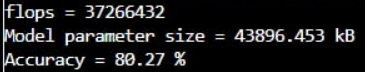 flops = 37266432
Model parameter size = 43896.453 kB
Accuracy = 80.27 %